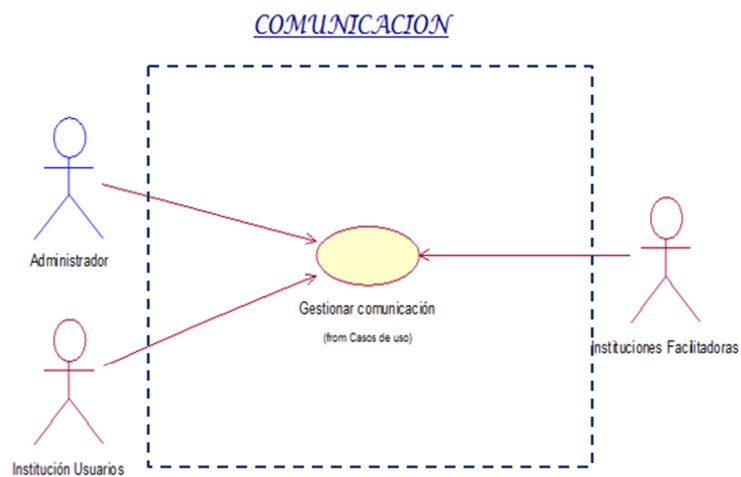 COMUNICACION
Administrador
Gestionar comunicación
(from Casos de uso)
Instituciones Facilitadoras
Institución Usuarios